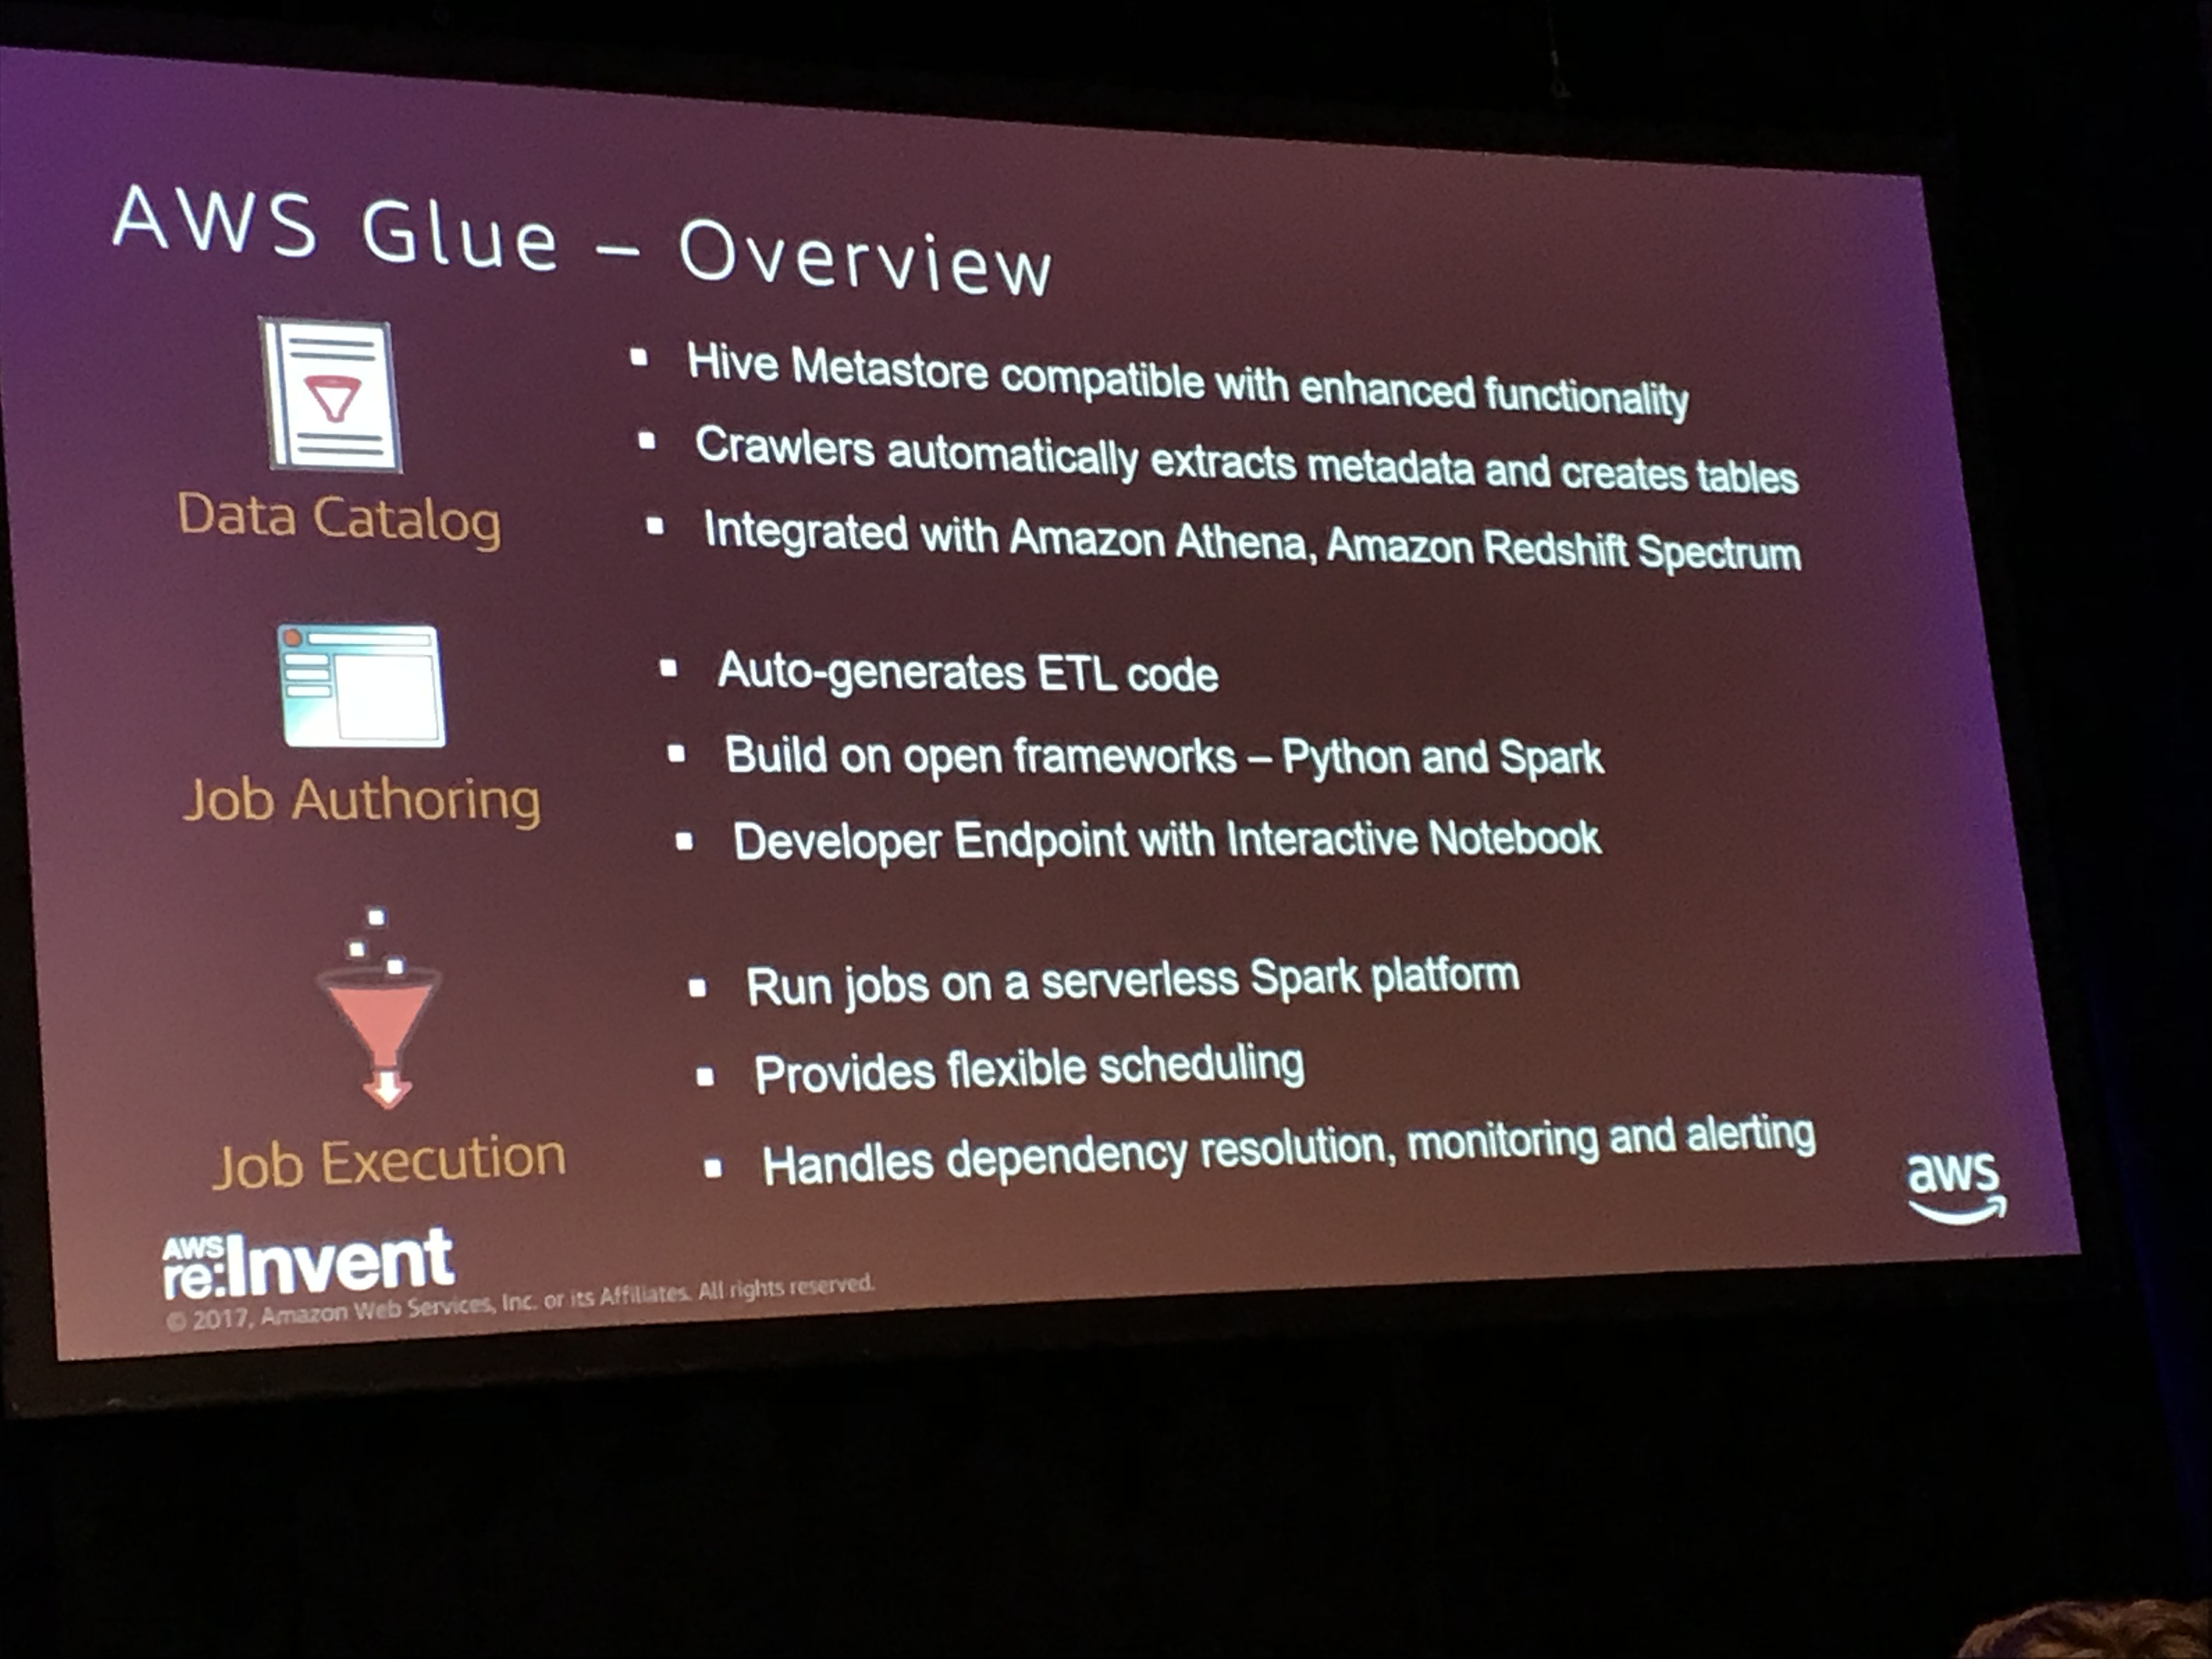 AWS Glue – Overview
Data Catalog
▪ Hive Metastore compatible with enhanced functionality
▪ Crawlers automatically extracts metadata and creates tables
▪ Integrated with Amazon Athena, Amazon Redshift Spectrum
Job Authoring
▪ Auto-generates ETL code
▪ Build on open frameworks – Python and Spark
▪ Developer Endpoint with Interactive Notebook
Job Execution
▪ Run jobs on a serverless Spark platform
▪ Provides flexible scheduling
▪ Handles dependency resolution, monitoring and alerting
aws
AWS
re:Invent
© 2017, Amazon Web Services, Inc. or its Affiliates. All rights reserved.